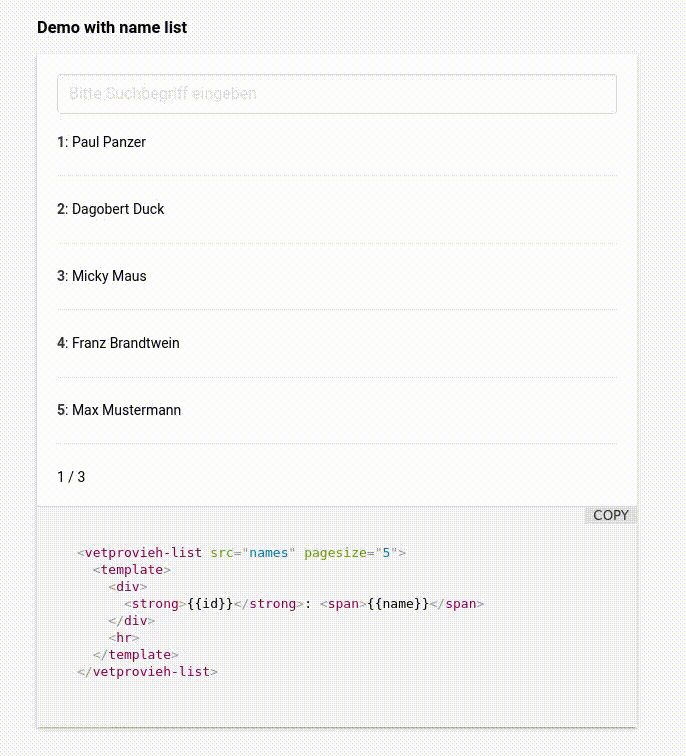 Demo with name list
Bitte Suchbegriff eingeben
1: Paul Panzer
2: Dagobert Duck
3: Micky Maus
4: Franz Brandtwein
5: Max Mustermann
1 / 3
COPY
<vetprovieh-list src="names" pagesize="5">
  <template>
    <div>
      <strong>{{id}}</strong>: <span>{{name}}</span>
    </div>
    <hr>
  </template>
</vetprovieh-list>